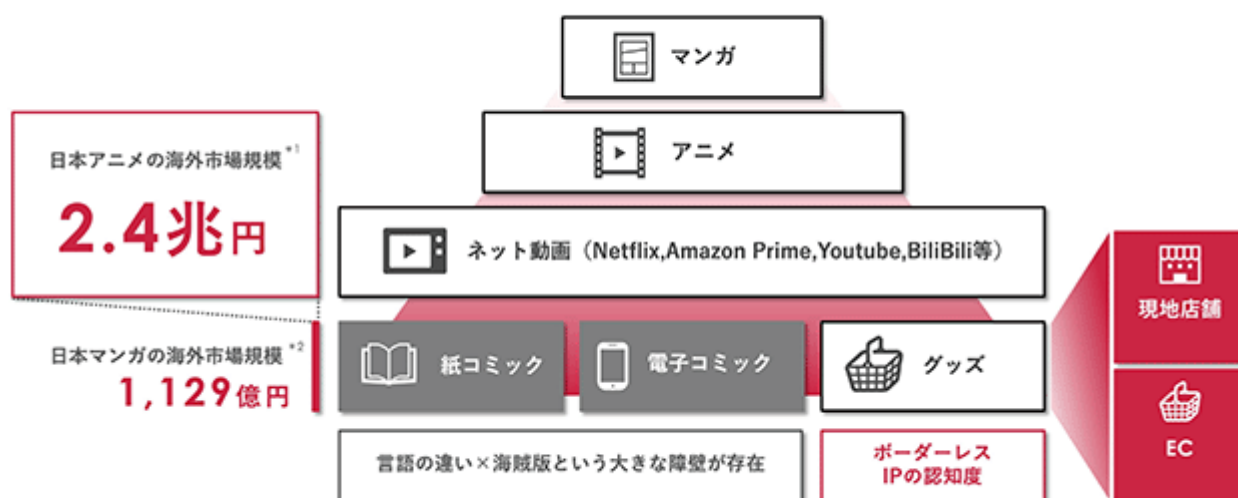 マンガ
アニメ
日本アニメの海外市場規模 *1
2.4兆円
ネット動画（Netflix,Amazon Prime,Youtube,BiliBili等）
日本マンガの海外市場規模 *2
1,129億円
紙コミック
電子コミック
グッズ
現地店舗
EC
言語の違い×海賊版という大きな障壁が存在
ボーダーレス
IPの認知度